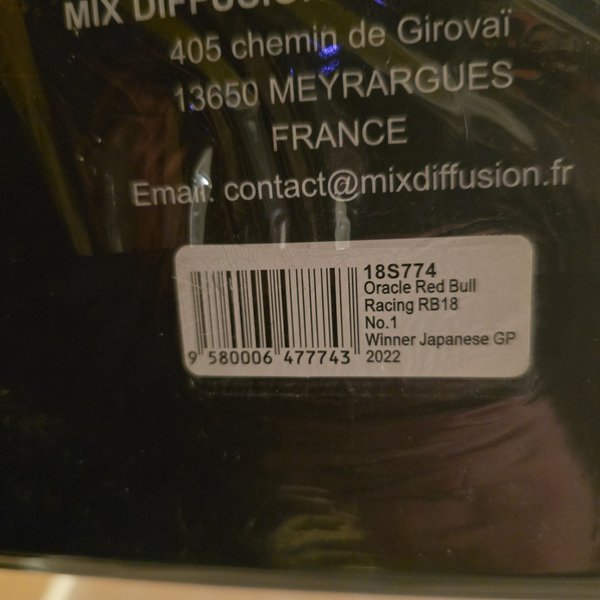 MIX DIFFUSION
405 chemin de Girovaï
13650 MEYRARGUES
FRANCE
Email: contact@mixdiffusion.fr
18S774
Oracle Red Bull
Racing RB18
No.1
Winner Japanese GP
2022
9 580006 477743